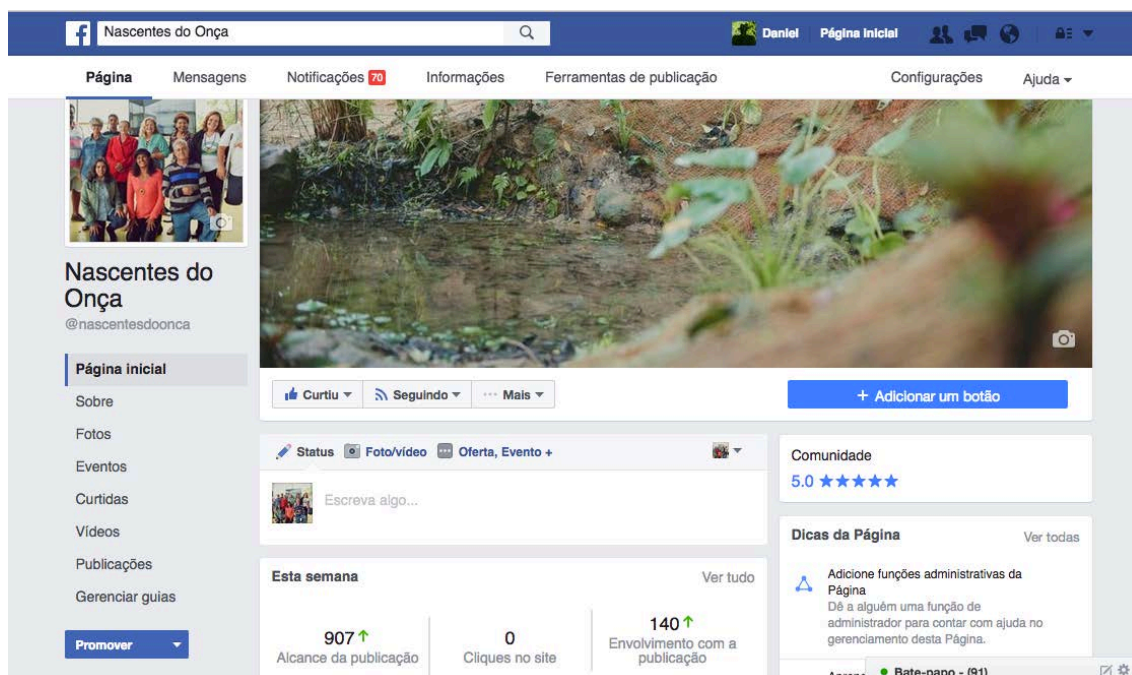 Nascentes do Onça
Daniel Página inicial
Página Mensagens Notificações 70 Informações Ferramentas de publicação Configurações Ajuda
Nascentes do
Onça
@nascentesdoonca
Página inicial
Sobre
Fotos
Eventos
Curtidas
Vídeos
Publicações
Gerenciar guias
Promover
Curtiu Seguindo ··· Mais
+ Adicionar um botão
Status Foto/vídeo Oferta, Evento +
Escreva algo...
Comunidade
5.0 ★★★★★
Esta semana Ver tudo
907
Alcance da publicação
0
Cliques no site
140
Envolvimento com a
publicação
Dicas da Página Ver todas
Adicione funções administrativas da
Página
Dê a alguém uma função de
administrador para contar com ajuda no
gerenciamento desta Página.
Bate-papo - (91)